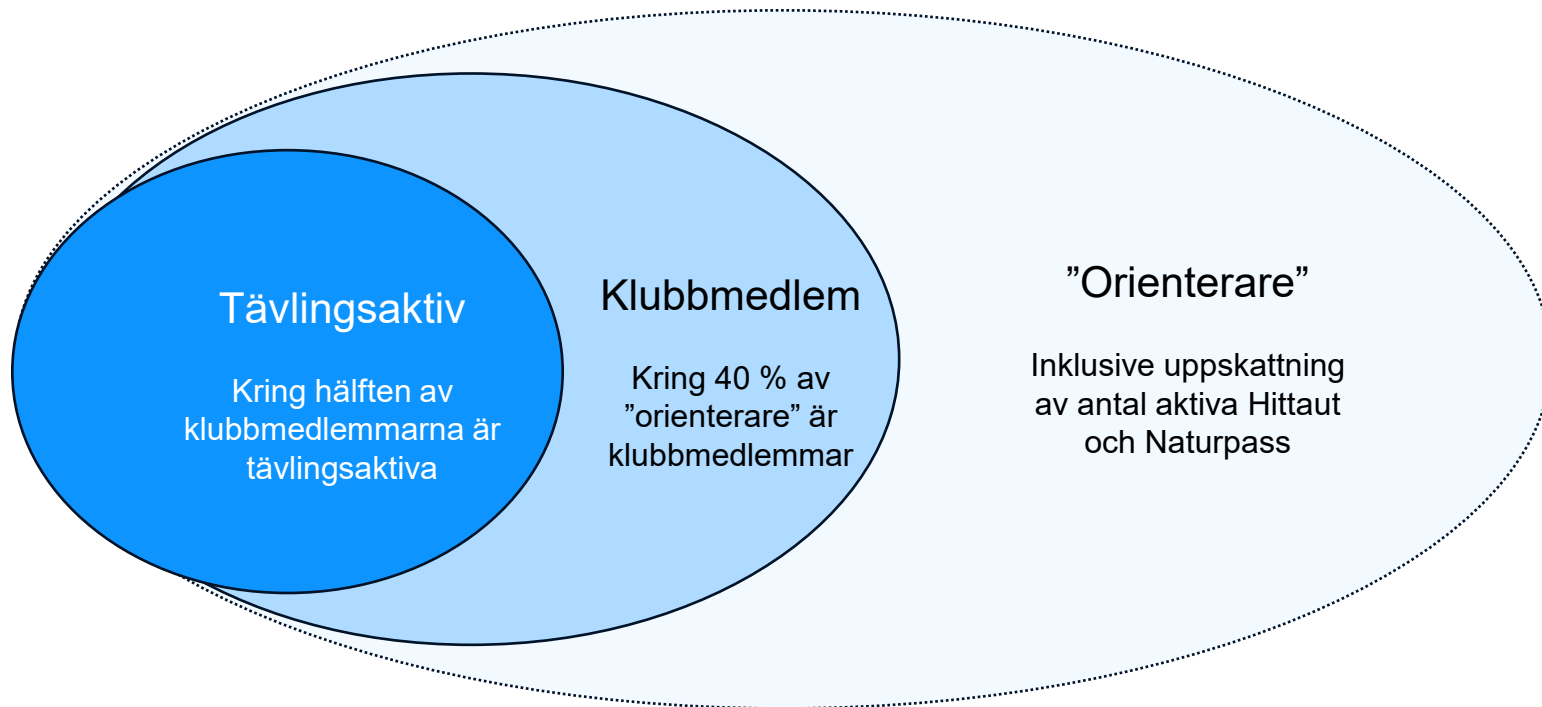 Tävlingsaktiv
Kring hälften av
klubbmedlemmarna är
tävlingsaktiva
Klubbmedlem
Kring 40 % av
”orienterare” är
klubbmedlemmar
”Orienterare”
Inklusive uppskattning
av antal aktiva Hittaut
och Naturpass